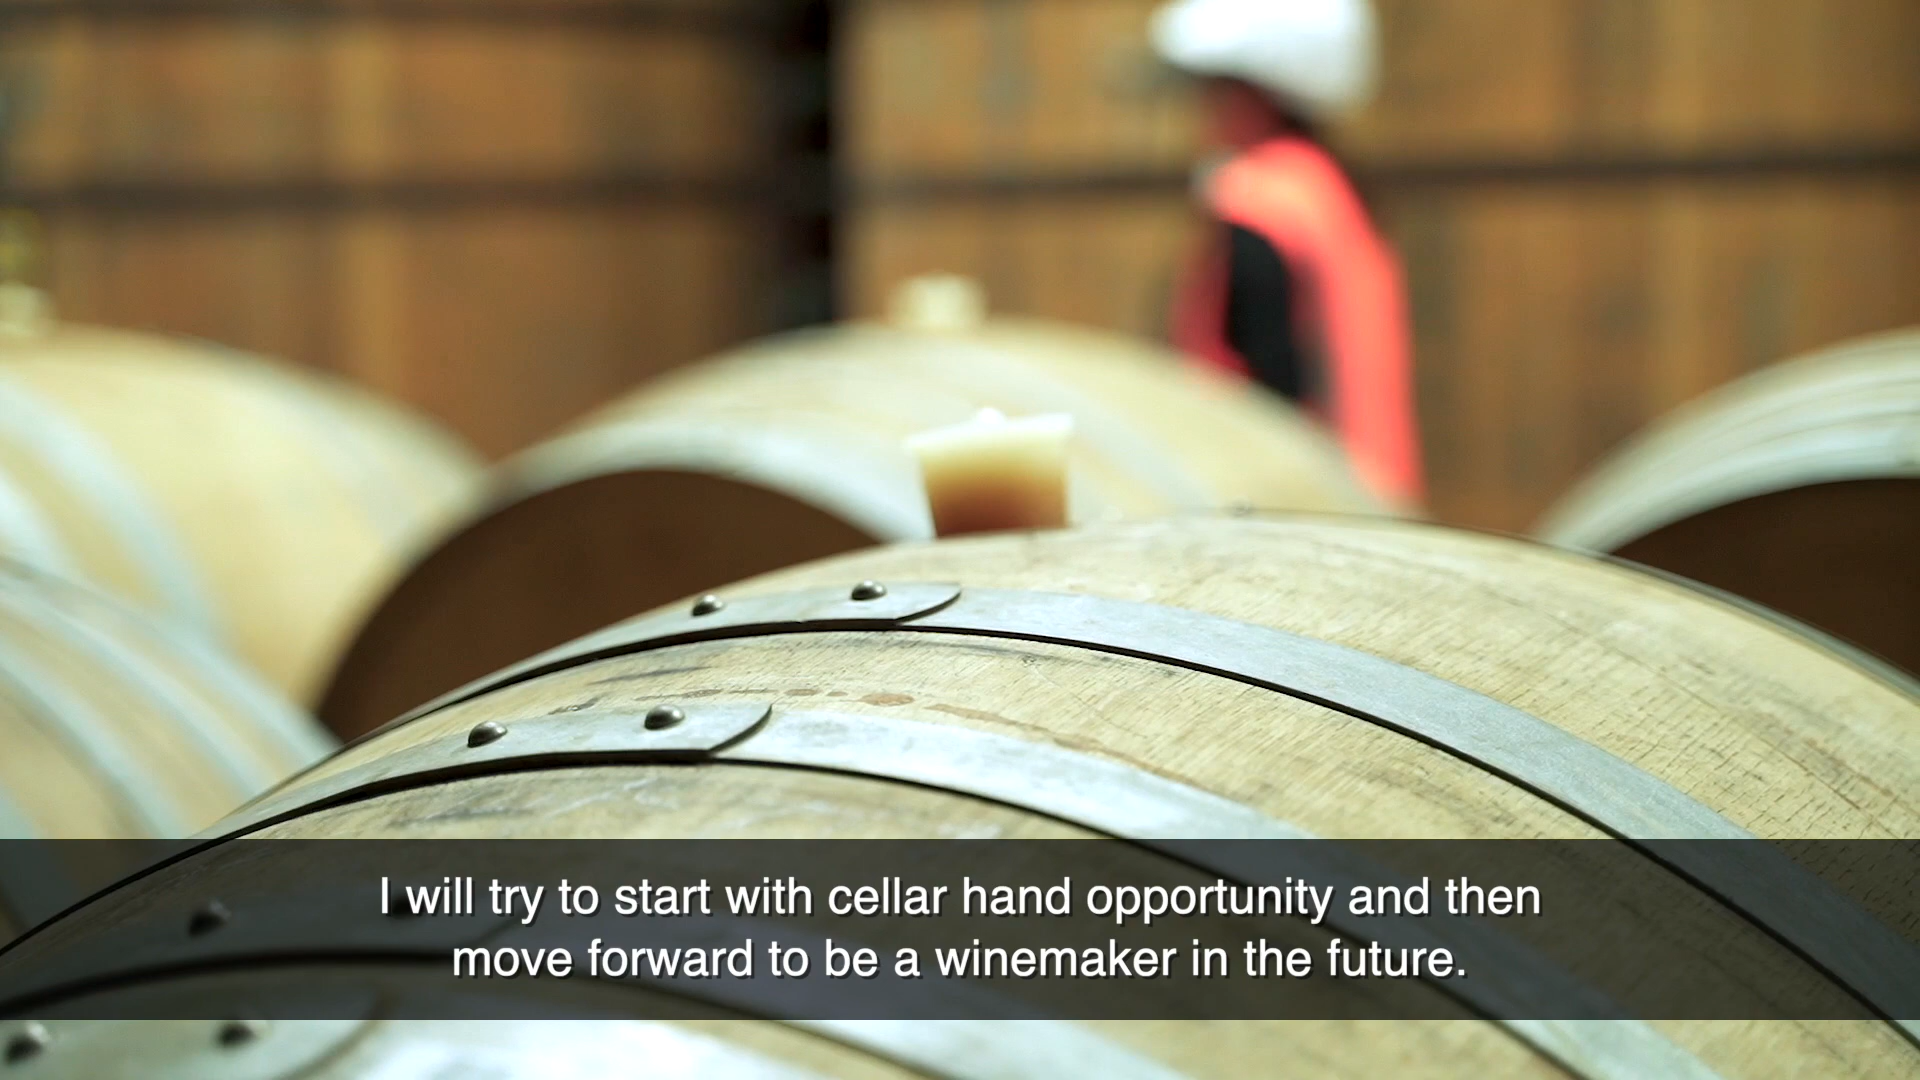 I will try to start with cellar hand opportunity and then
move forward to be a winemaker in the future.